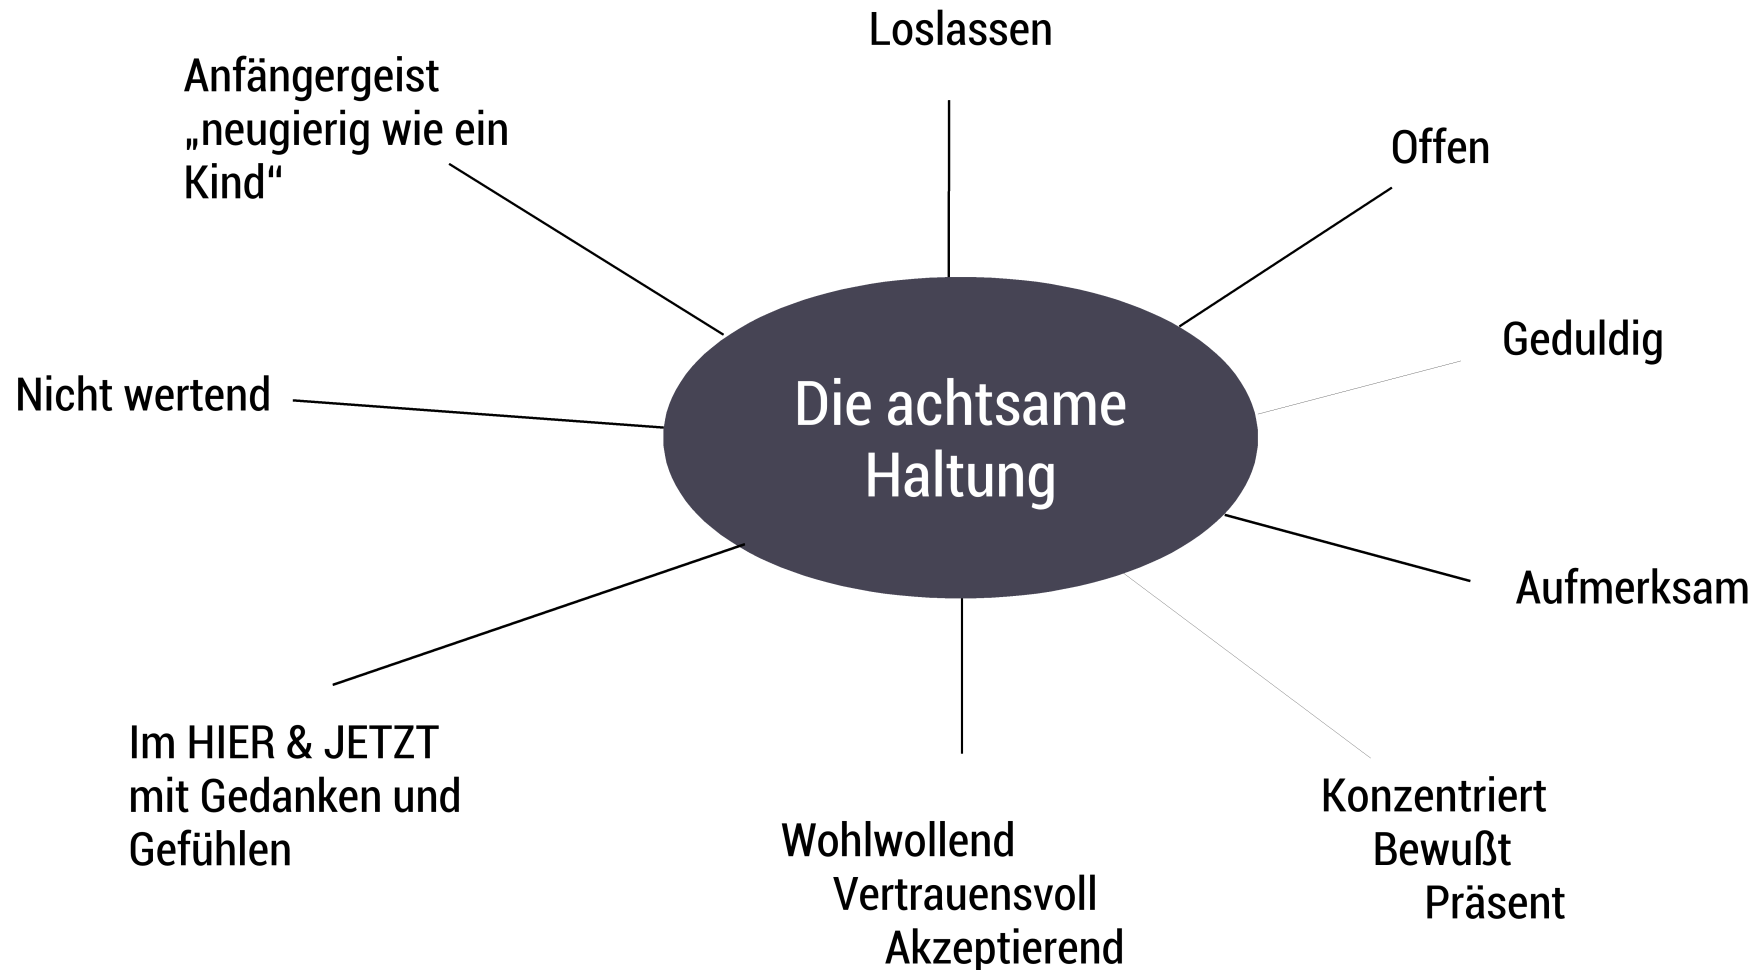 Loslassen
Anfängergeist
„neugierig wie ein
Kind“
Offen
Geduldig
Nicht wertend
Die achtsame
Haltung
Aufmerksam
Im HIER & JETZT
mit Gedanken und
Gefühlen
Wohlwollend
Vertrauensvoll
Akzeptierend
Konzentriert
Bewußt
Präsent